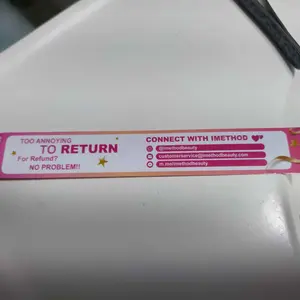 TOO ANNOYING
TO RETURN
For Refund?
NO PROBLEM!!
CONNECT WITH IMETHOD
@imethodbeauty
customerservice@imethodbeauty.com
m.me/imethodbeauty